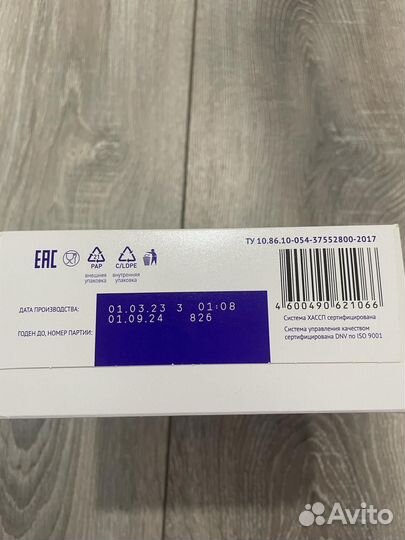 ТУ 10.86.10-054-37552800-2017
EAC
21
PAP
C/LDPE
внешняя упаковка
внутренняя упаковка
ДАТА ПРОИЗВОДСТВА:
01.03.23 3 01:08
ГОДЕН ДО, НОМЕР ПАРТИИ:
01.09.24 826
4 600490 621066
Система ХАССП сертифицирована
Система управления качеством
сертифицирована DNV по ISO 9001
Avito